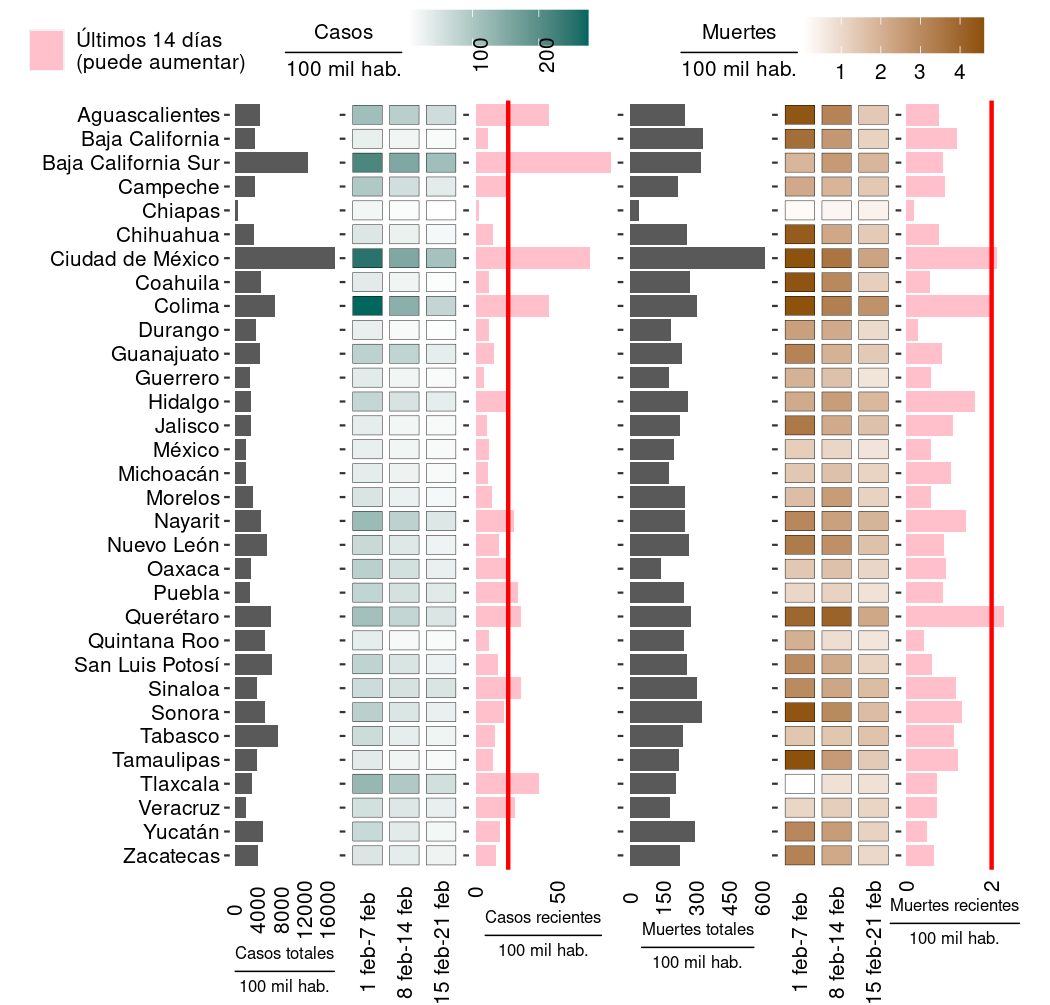 Últimos 14 días
(puede aumentar)
Casos
100 mil hab.
100
200
Muertes
100 mil hab.
1 2 3 4
Aguascalientes
Baja California
Baja California Sur
Campeche
Chiapas
Chihuahua
Ciudad de México
Coahuila
Colima
Durango
Guanajuato
Guerrero
Hidalgo
Jalisco
México
Michoacán
Morelos
Nayarit
Nuevo León
Oaxaca
Puebla
Querétaro
Quintana Roo
San Luis Potosí
Sinaloa
Sonora
Tabasco
Tamaulipas
Tlaxcala
Veracruz
Yucatán
Zacatecas
0
4000
8000
12000
16000
Casos totales
100 mil hab.
1 feb-7 feb
8 feb-14 feb
15 feb-21 feb
0
50
Casos recientes
100 mil hab.
0
150
300
450
600
Muertes totales
100 mil hab.
1 feb-7 feb
8 feb-14 feb
15 feb-21 feb
0
2
Muertes recientes
100 mil hab.